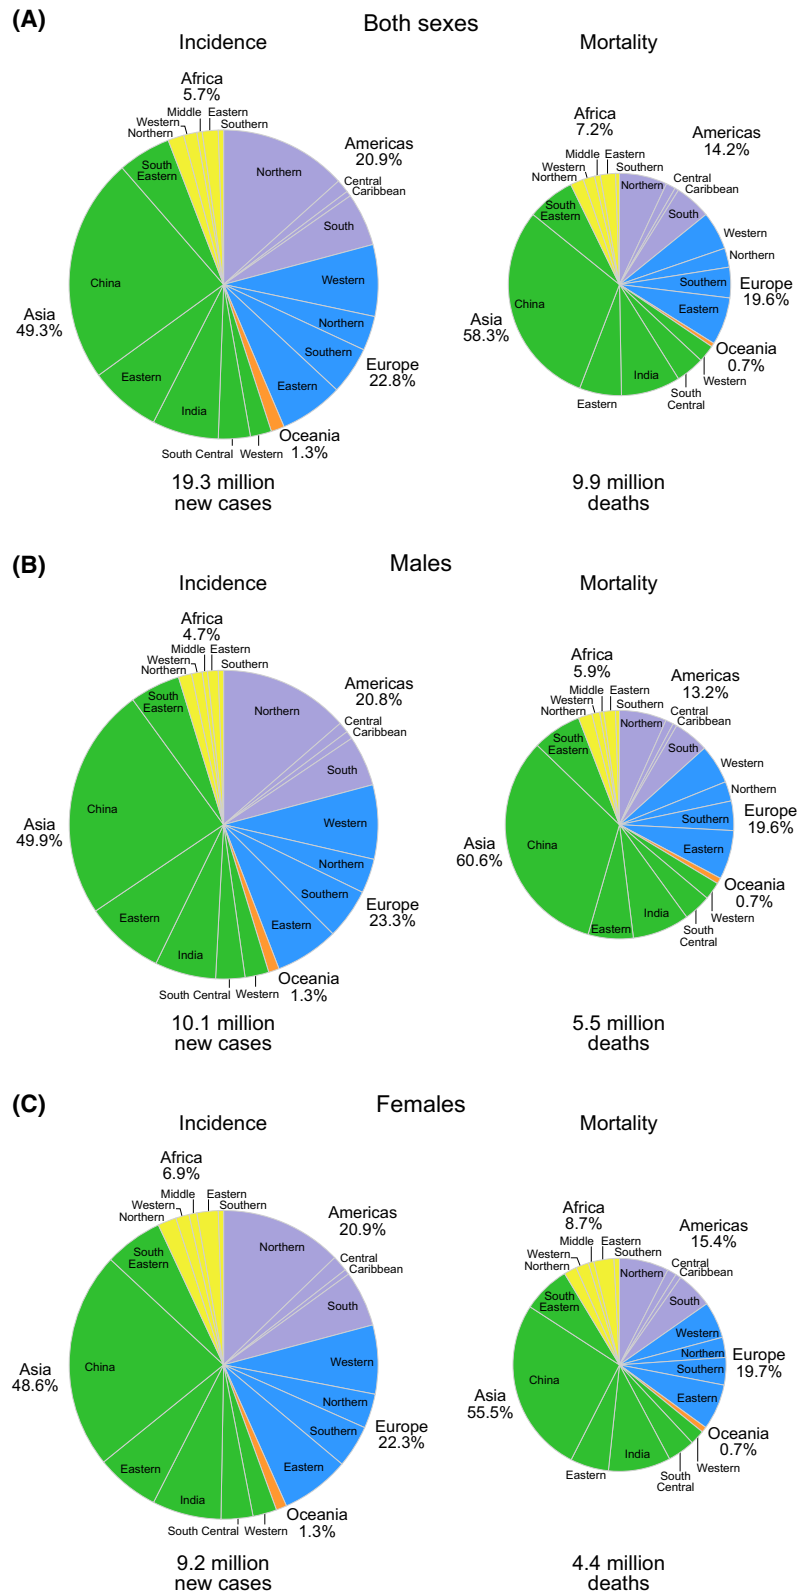 (A)
Both sexes
Incidence
Mortality
Africa
5.7%
Middle
Eastern
Western
Southern
Northern
Americas
20.9%
Northern
Central
Caribbean
South
South
Eastern
China
Western
Asia
49.3%
Northern
Southern
Europe
22.8%
Eastern
Eastern
India
Oceania
1.3%
South Central
Western
19.3 million
new cases
Africa
7.2%
Middle
Eastern
Western
Southern
Northern
Americas
14.2%
Northern
Central
Caribbean
South
South
Eastern
Western
Northern
China
Southern
Europe
19.6%
Asia
58.3%
Eastern
Oceania
0.7%
Western
India
South
Central
Eastern
9.9 million
deaths
(B)
Males
Incidence
Mortality
Africa
4.7%
Middle
Eastern
Western
Southern
Northern
Americas
20.8%
Northern
Central
Caribbean
South
South
Eastern
China
Western
Asia
49.9%
Northern
Southern
Europe
23.3%
Eastern
Eastern
India
Oceania
1.3%
South Central
Western
10.1 million
new cases
Africa
5.9%
Middle
Eastern
Western
Southern
Northern
Americas
13.2%
Northern
Central
Caribbean
South
South
Eastern
Western
Northern
Southern
Europe
19.6%
China
Asia
60.6%
Eastern
Oceania
0.7%
Western
India
South
Central
Eastern
5.5 million
deaths
(C)
Females
Incidence
Mortality
Africa
6.9%
Middle
Eastern
Western
Southern
Northern
Americas
20.9%
Northern
Central
Caribbean
South
South
Eastern
China
Western
Asia
48.6%
Northern
Southern
Europe
22.3%
Eastern
Eastern
India
Oceania
1.3%
South Central
Western
9.2 million
new cases
Africa
8.7%
Middle
Eastern
Western
Southern
Northern
Americas
15.4%
Northern
Central
Caribbean
South
South
Eastern
Western
Northern
Southern
Europe
19.7%
China
Asia
55.5%
Eastern
Oceania
0.7%
Western
India
South
Central
Eastern
4.4 million
deaths